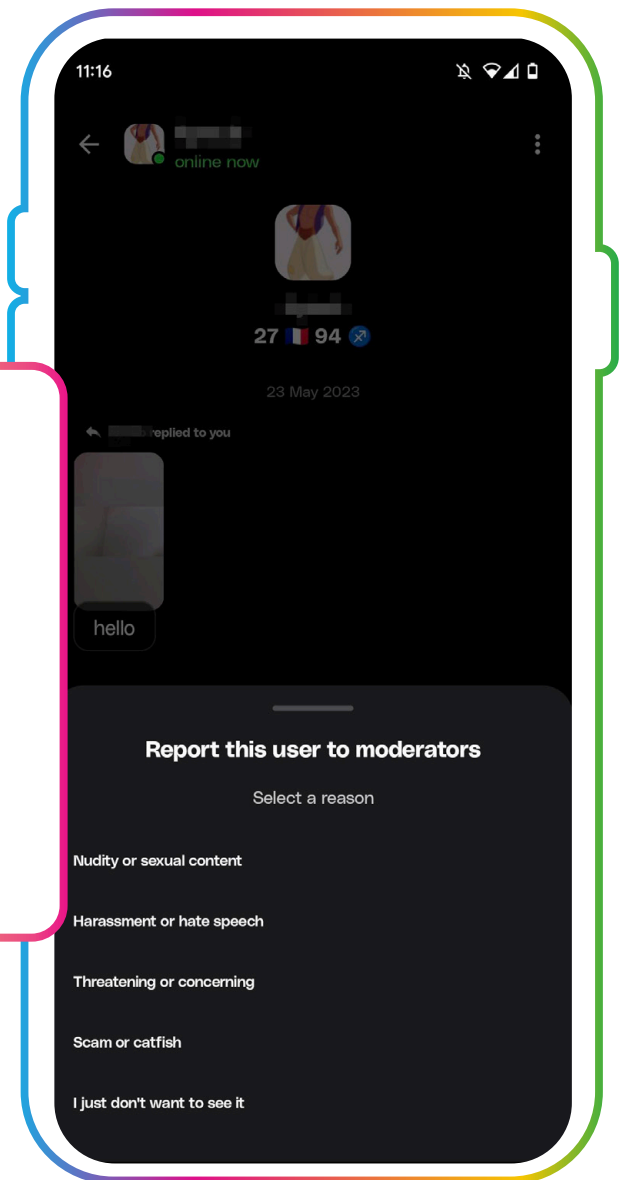 11:16
online now
27 🇫🇷 94 ♐
23 May 2023
replied to you
hello
Report this user to moderators
Select a reason
Nudity or sexual content
Harassment or hate speech
Threatening or concerning
Scam or catfish
I just don't want to see it